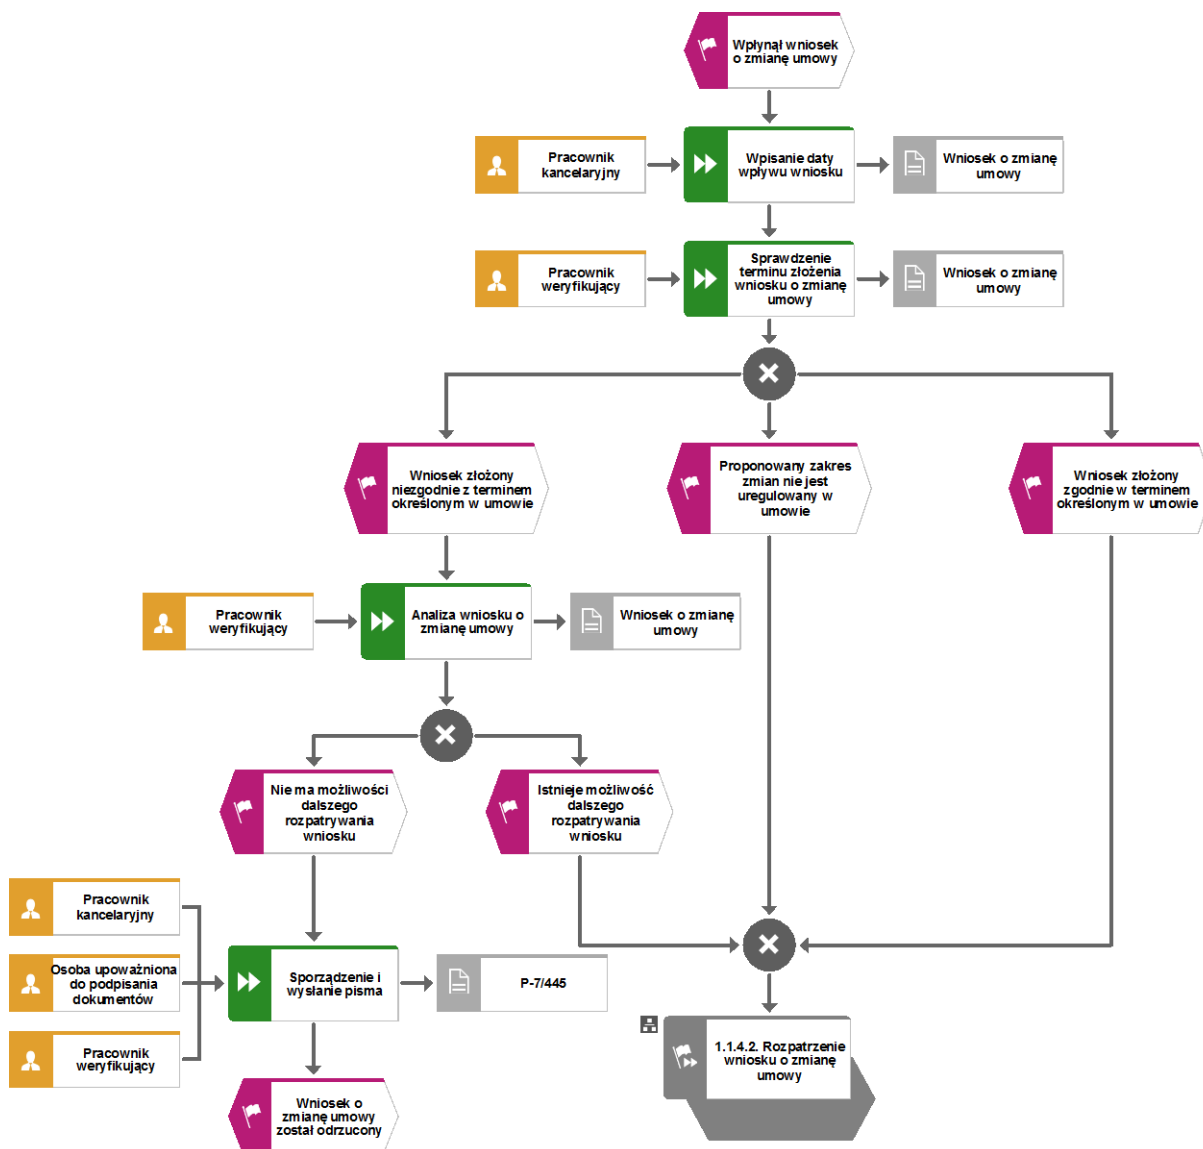 Wpłynął wniosek
o zmianę umowy
Pracownik
kancelaryjny
Wpisanie daty
wpływu wniosku
Wniosek o zmianę
umowy
Pracownik
weryfikujący
Sprawdzenie
terminu złożenia
wniosku o zmianę
umowy
Wniosek o zmianę
umowy
Wniosek złożony
niezgodnie z terminem
określonym w umowie
Proponowany zakres
zmian nie jest
uregulowany w
umowie
Wniosek złożony
zgodnie w terminem
określonym w umowie
Pracownik
weryfikujący
Analiza wniosku o
zmianę umowy
Wniosek o zmianę
umowy
Nie ma możliwości
dalszego
rozpatrywania
wniosku
Istnieje możliwość
dalszego
rozpatrywania
wniosku
Pracownik
kancelaryjny
Osoba upoważniona
do podpisania
dokumentów
Pracownik
weryfikujący
Sporządzenie i
wysłanie pisma
P-7/445
1.1.4.2. Rozpatrzenie
wniosku o zmianę
umowy
Wniosek o
zmianę umowy
został odrzucony